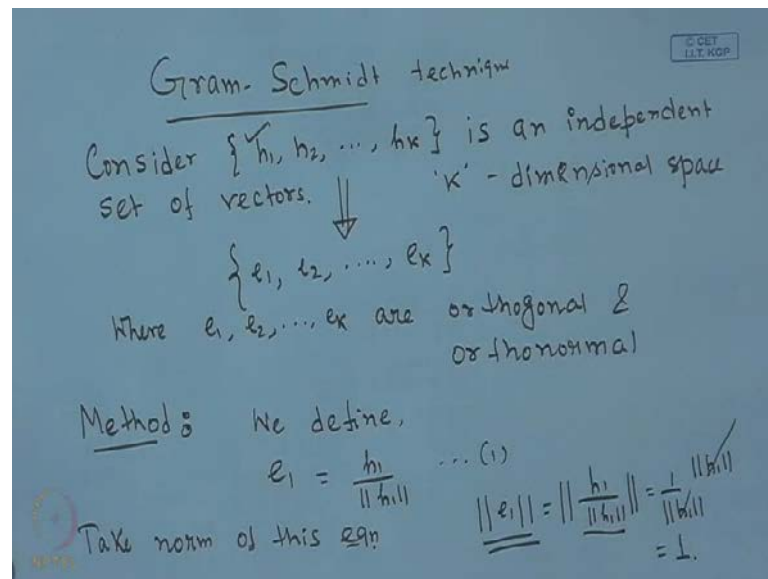 © CET
I.I.T. KGP
Gram-Schmidt technique
Consider {h₁, h₂, ..., hₖ} is an independent
set of vectors. 'K' - dimensional space
⇓
{e₁, e₂, ...., eₖ}
Where e₁, e₂, ..., eₖ are orthogonal &
orthonormal
Method: We define,
e₁ = h₁ / ||h₁|| ... (1)
Take norm of this eqn
||e₁|| = || h₁ / ||h₁|| || = 1 / ||h₁|| ||h₁||
= 1.
NPTEL